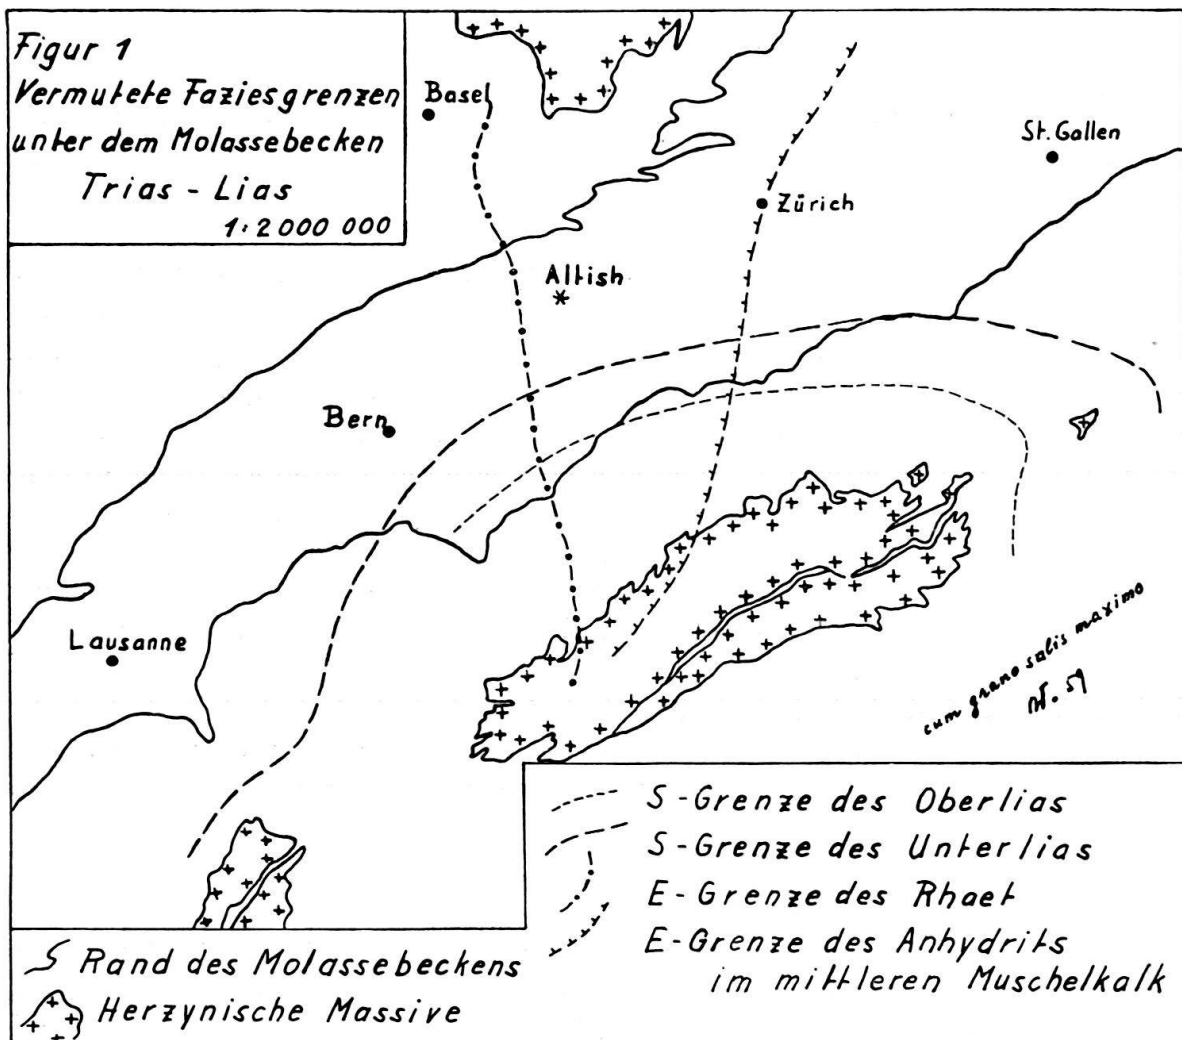 Figur 1
Vermutete Faziesgrenzen
unter dem Molassebecken
Trias - Lias
1:2000 000
Basel
St. Gallen
Zürich
Altish
Bern
Lausanne
cum grano salis maximo
59
S-Grenze des Oberlias
S-Grenze des Unterlias
E-Grenze des Rhaet
E-Grenze des Anhydrits
im mittleren Muschelkalk
Rand des Molassebeckens
Herzynische Massive